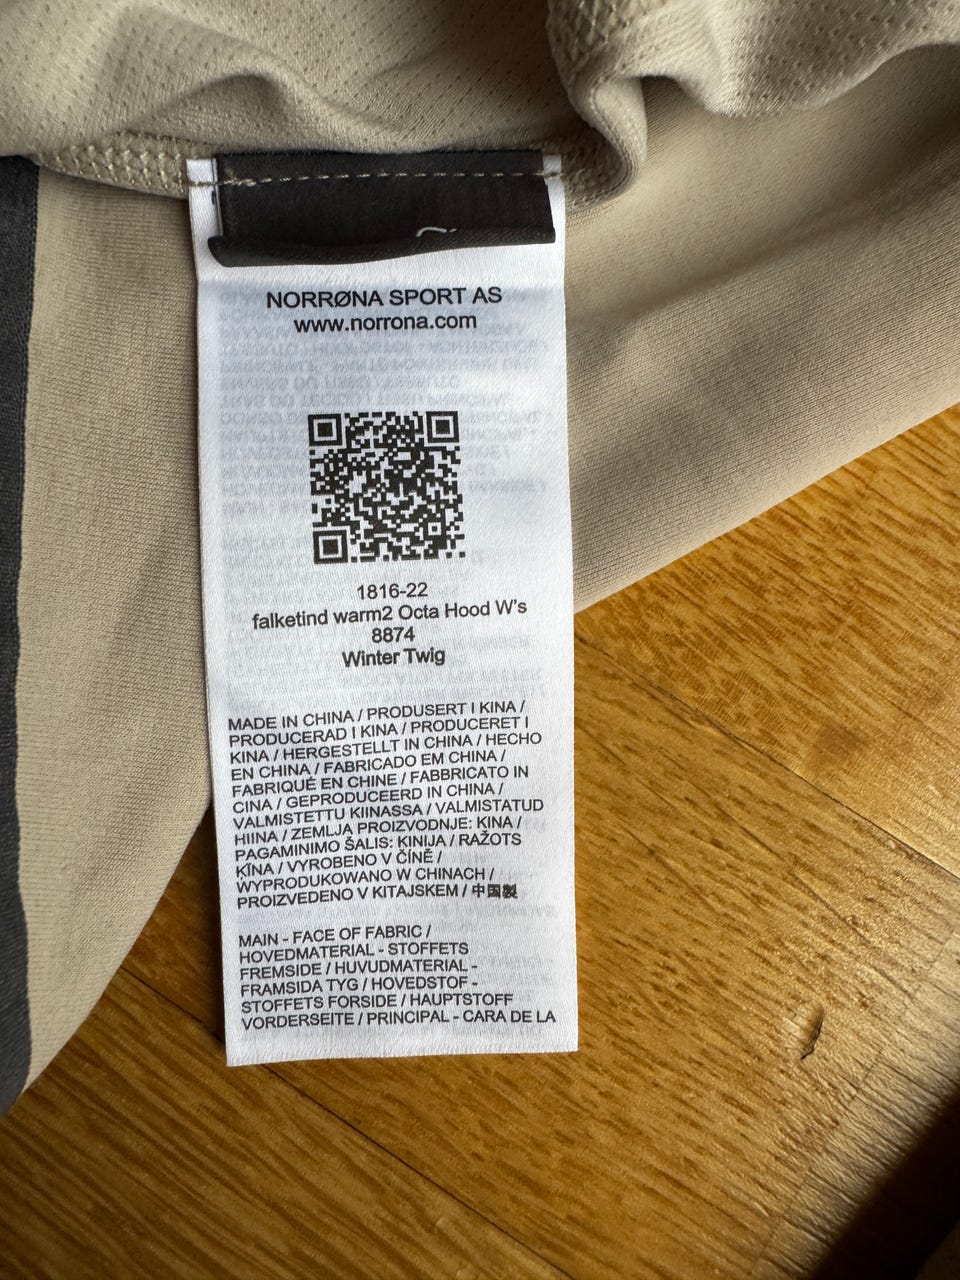 NORRØNA SPORT AS
www.norrona.com
1816-22
falketind warm2 Octa Hood W's
8874
Winter Twig
MADE IN CHINA / PRODUSERT I KINA /
PRODUCERAD I KINA / PRODUCERET I
KINA / HERGESTELLT IN CHINA / HECHO
EN CHINA / FABRICADO EM CHINA /
FABRIQUÉ EN CHINE / FABBRICATO IN
CINA / GEPRODUCEERD IN CHINA /
VALMISTETTU KIINASSA / VALMISTATUD
HIINA / ZEMLJA PROIZVODNJE: KINA /
PAGAMINIMO ŠALIS: KINIJA / RAŽOTS
ĶĪNA / VYROBENO V ČÍNĚ /
WYPRODUKOWANO W CHINACH /
PROIZVEDENO V KITAJSKEM / 中国製
MAIN - FACE OF FABRIC /
HOVEDMATERIAL - STOFFETS
FREMSIDE / HUVUDMATERIAL -
FRAMSIDA TYG / HOVEDSTOF -
STOFFETS FORSIDE / HAUPTSTOFF
VORDERSEITE / PRINCIPAL - CARA DE LA